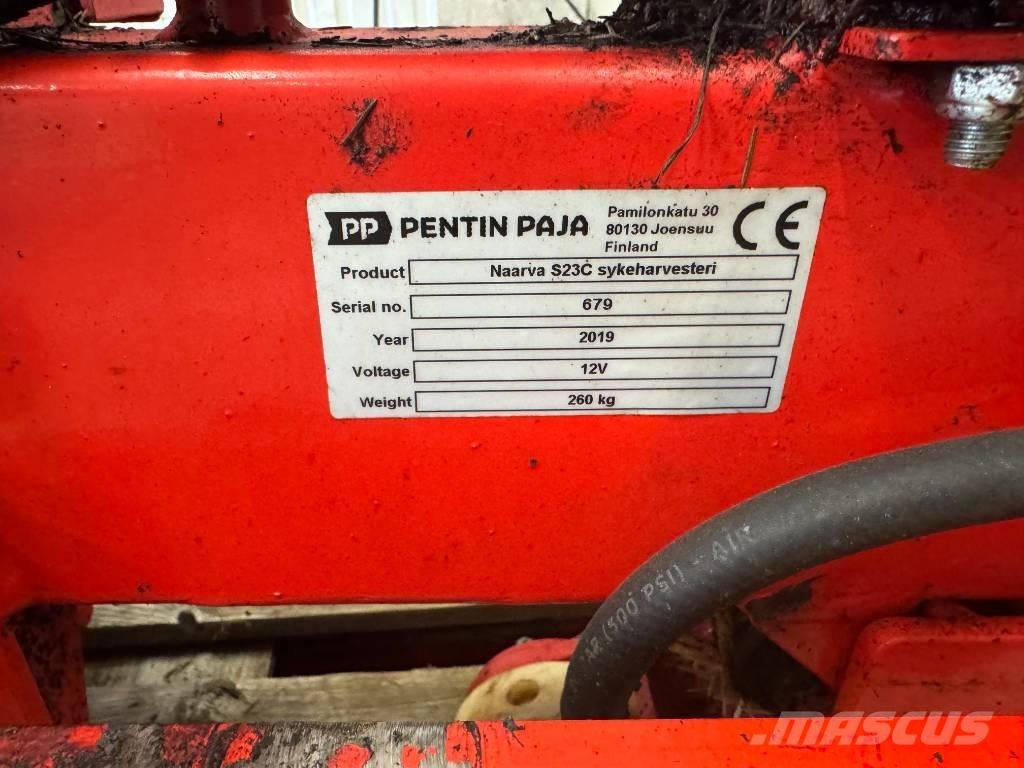 PP PENTIN PAJA
Pamilonkatu 30
80130 Joensuu
Finland
CE
Product Naarva S23C sykeharvesteri
Serial no. 679
Year 2019
Voltage 12V
Weight 260 kg
MASCUS